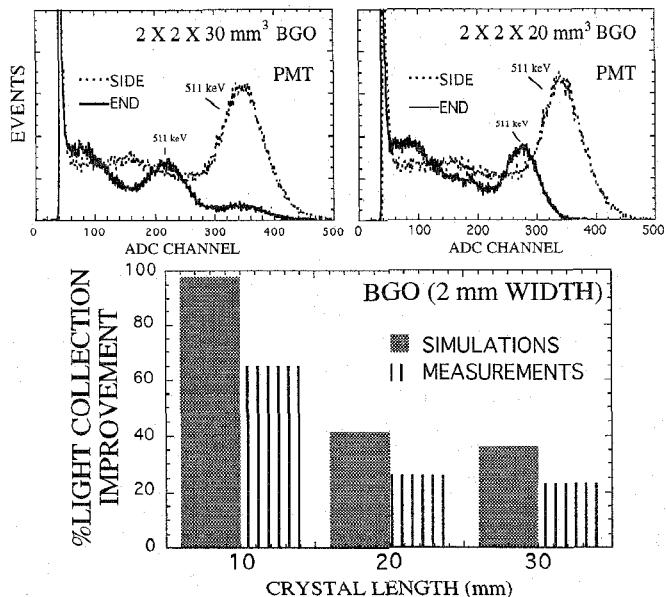 2 X 2 X 30 mm³ BGO
SIDE
END
PMT
511 keV
511 keV
EVENTS
0 100 200 300 400 500
ADC CHANNEL
2 X 2 X 20 mm³ BGO
SIDE
END
PMT
511 keV
511 keV
0 100 200 300 400 500
ADC CHANNEL
BGO (2 mm WIDTH)
SIMULATIONS
MEASUREMENTS
%LIGHT COLLECTION
IMPROVEMENT
100
80
60
40
20
0
10 20 30
CRYSTAL LENGTH (mm)